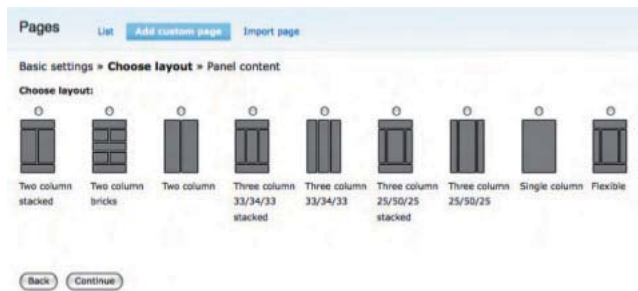 Pages List Add custom page Import page
Basic settings » Choose layout » Panel content
Choose layout:
Two column Two column Two column Three column Three column Three column Three column Single column Flexible
stacked bricks 33/34/33 33/34/33 25/50/25 25/50/25
stacked stacked
Back Continue